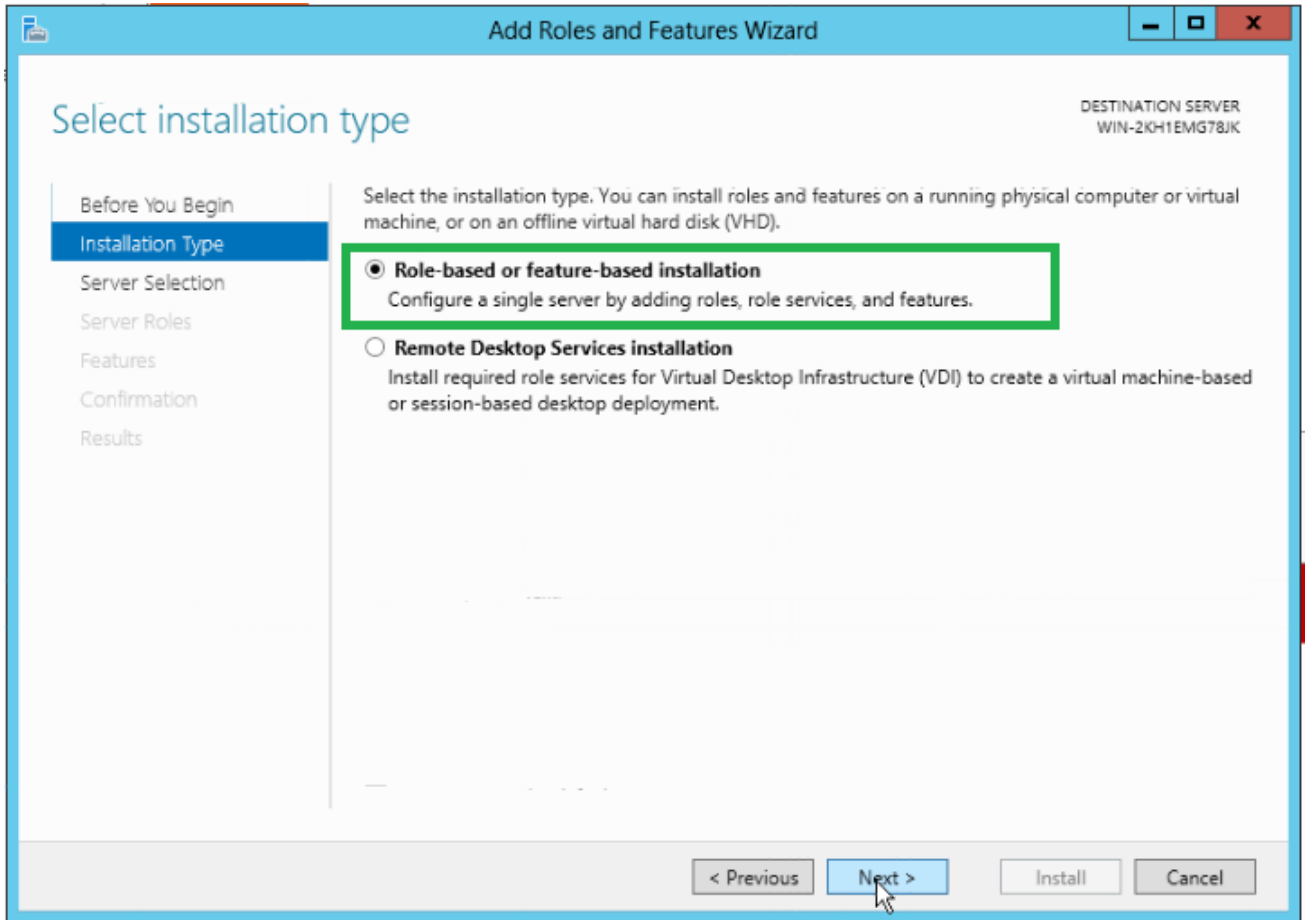 Add Roles and Features Wizard
Select installation type
DESTINATION SERVER
WIN-2KH1EMG78JK
Before You Begin
Installation Type
Server Selection
Server Roles
Features
Confirmation
Results
Select the installation type. You can install roles and features on a running physical computer or virtual
machine, or on an offline virtual hard disk (VHD).
Role-based or feature-based installation
Configure a single server by adding roles, role services, and features.
Remote Desktop Services installation
Install required role services for Virtual Desktop Infrastructure (VDI) to create a virtual machine-based
or session-based desktop deployment.
< Previous
Next >
Install
Cancel